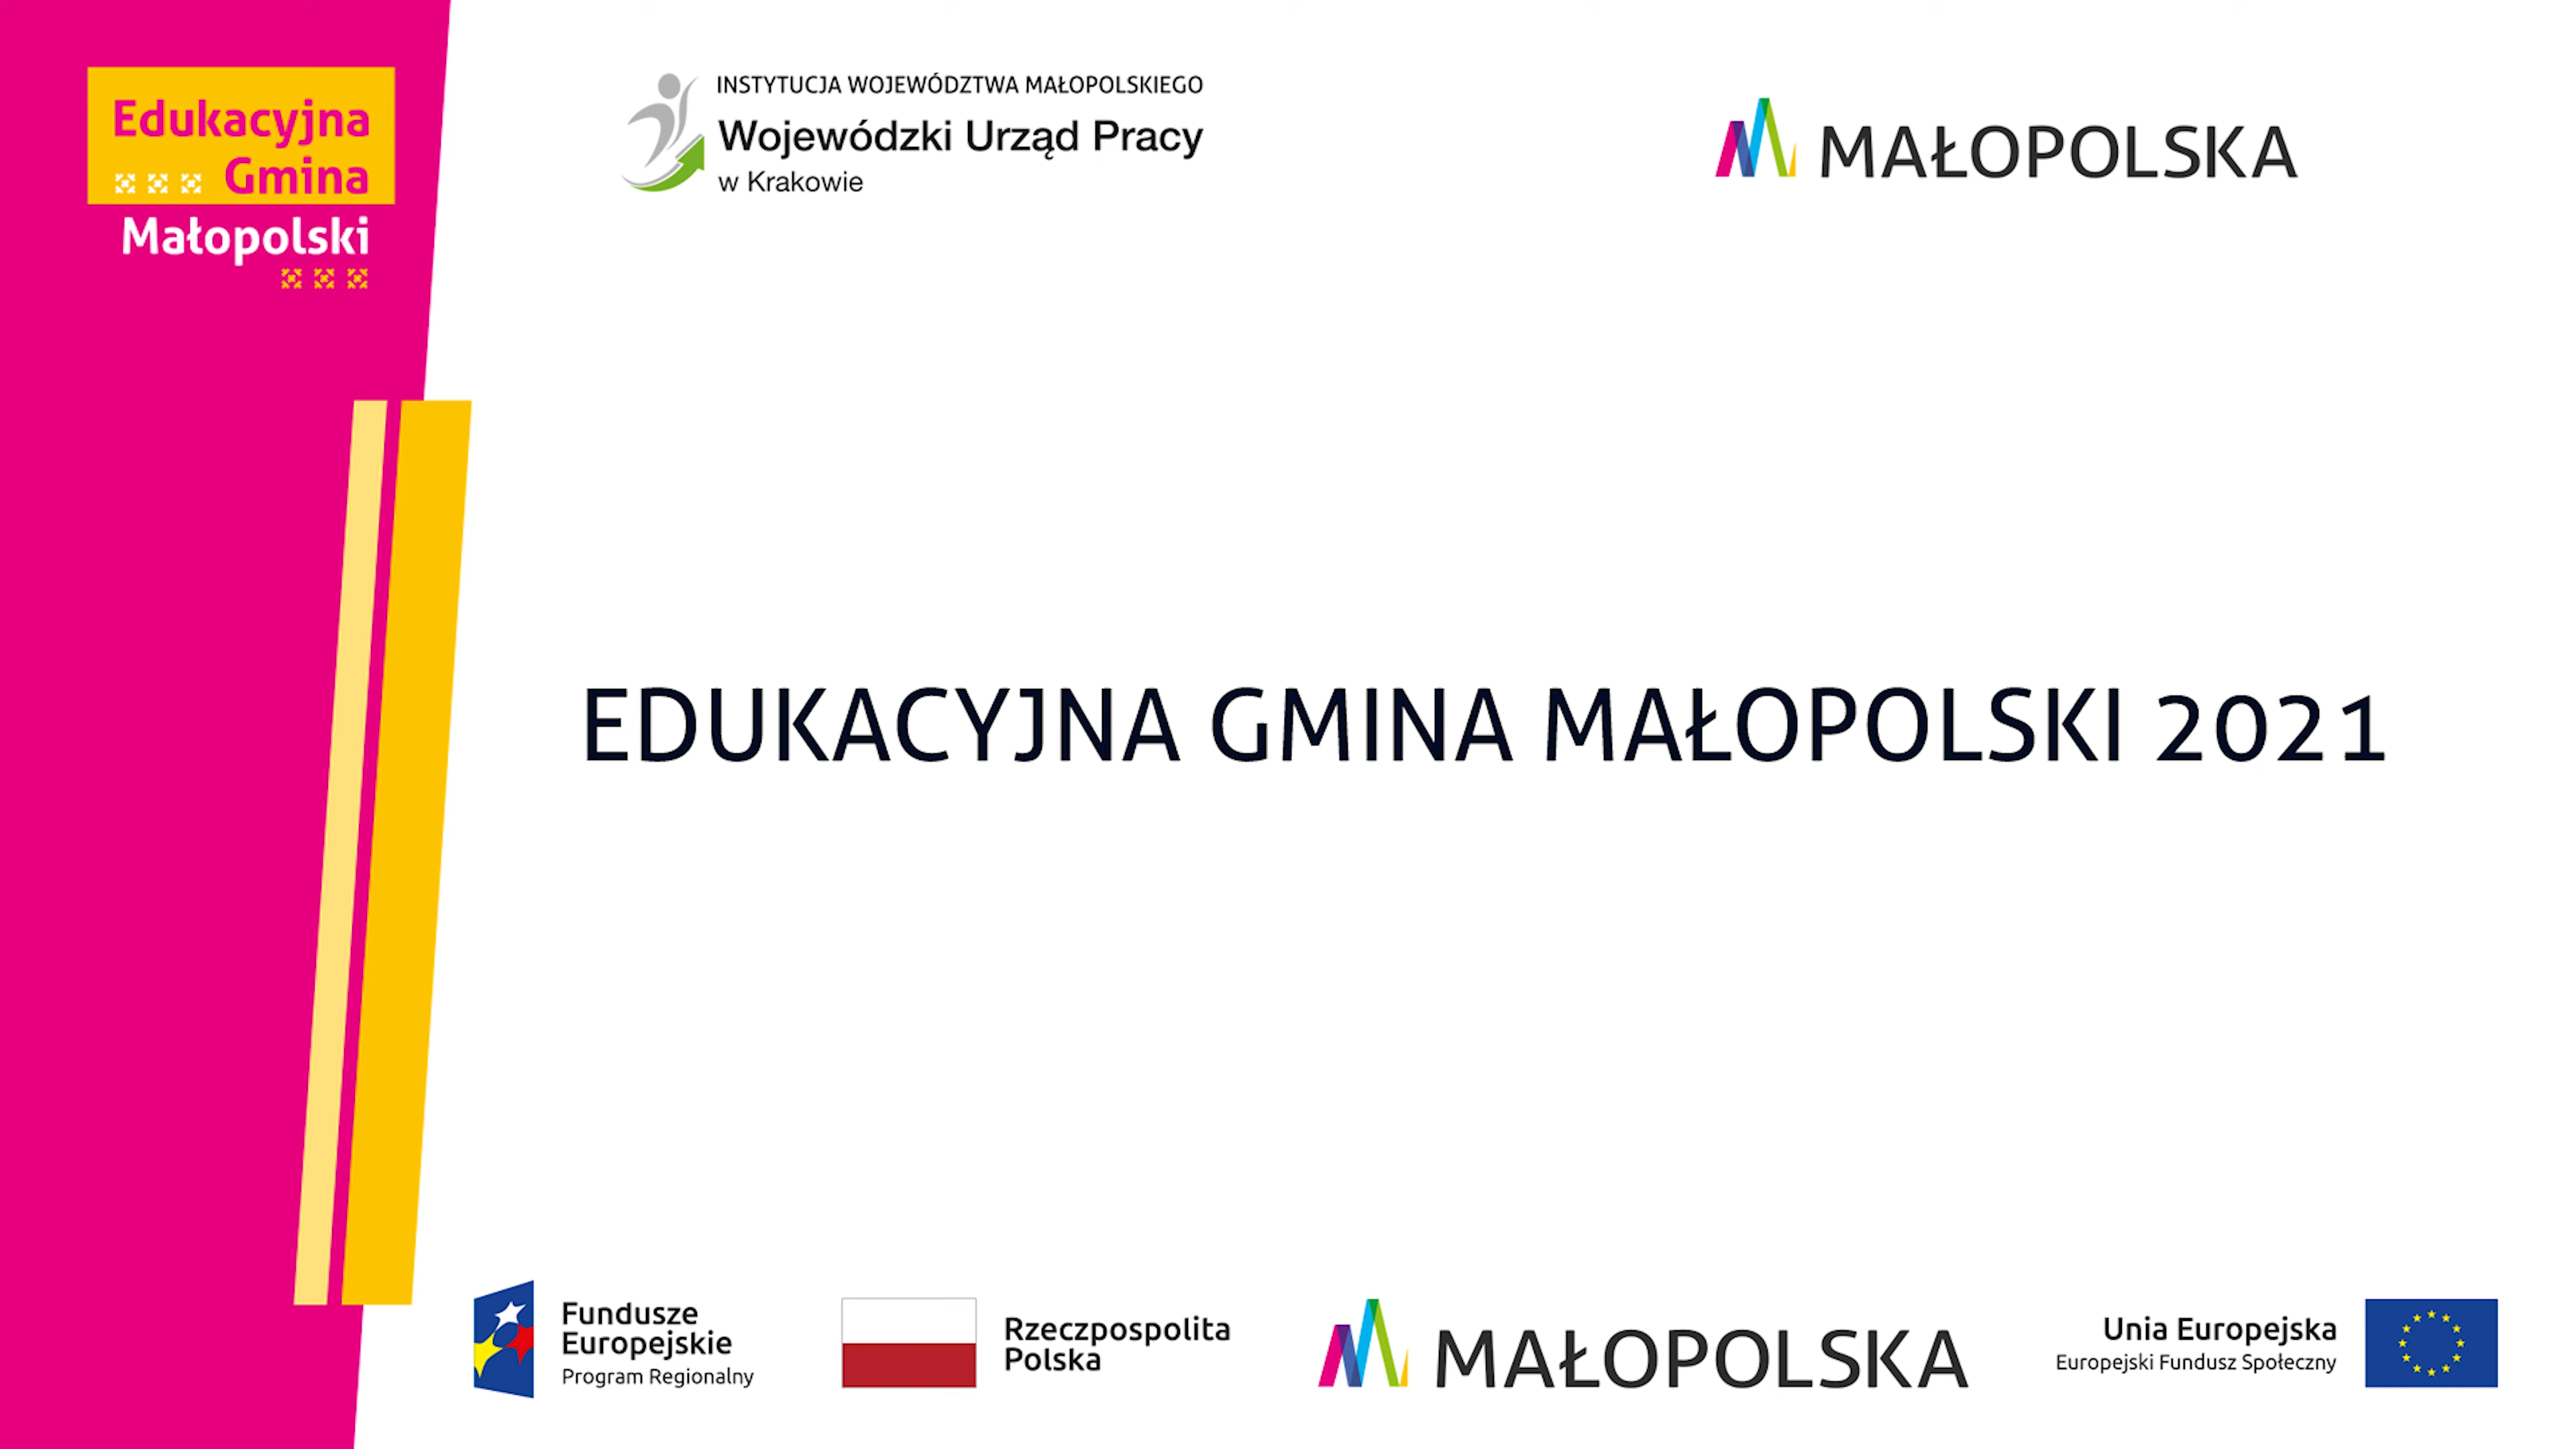 Edukacyjna
Gmina
Małopolski
INSTYTUCJA WOJEWÓDZTWA MAŁOPOLSKIEGO
Wojewódzki Urząd Pracy
w Krakowie
MAŁOPOLSKA
EDUKACYJNA GMINA MAŁOPOLSKI 2021
Fundusze
Europejskie
Program Regionalny
Rzeczpospolita
Polska
MAŁOPOLSKA
Unia Europejska
Europejski Fundusz Społeczny